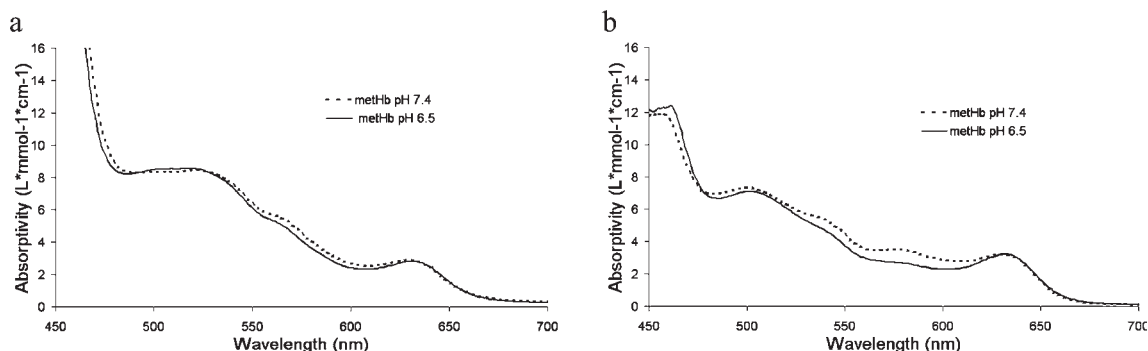 a
16
14
12
10
8
6
4
2
0
Absorptivity (L*mmol-1*cm-1)
metHb pH 7.4
metHb pH 6.5
450 500 550 600 650 700
Wavelength (nm)
b
16
14
12
10
8
6
4
2
0
Absorptivity (L*mmol-1*cm-1)
metHb pH 7.4
metHb pH 6.5
450 500 550 600 650 700
Wavelength (nm)